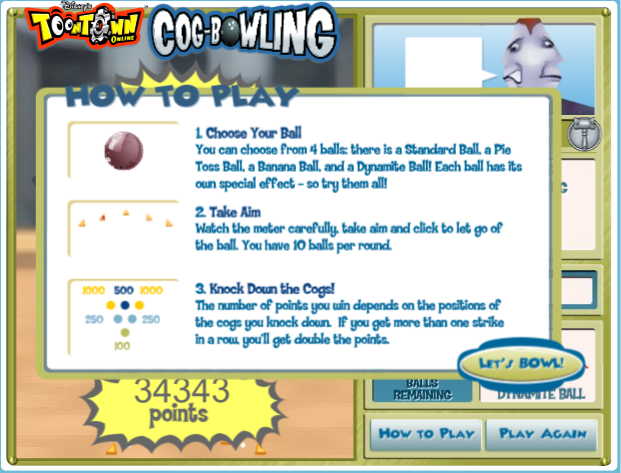 Disney's
TOONTOWN
ONLINE
COG-BOWLING
HOW TO PLAY
1. Choose Your Ball
You can choose from 4 balls: there is a Standard Ball, a Pie
Toss Ball, a Banana Ball, and a Dynamite Ball! Each ball has its
own special effect - so try them all!
2. Take Aim
Watch the meter carefully, take aim and click to let go of
the ball. You have 10 balls per round.
1000 500 1000
250 250
100
3. Knock Down the Cogs!
The number of points you win depends on the positions of
the cogs you knock down. If you get more than one strike
in a row, you'll get double the points.
LET'S BOWL!
34343
points
BALLS
REMAINING
DYNAMITE BALL
HOW TO PLAY
PLAY AGAIN